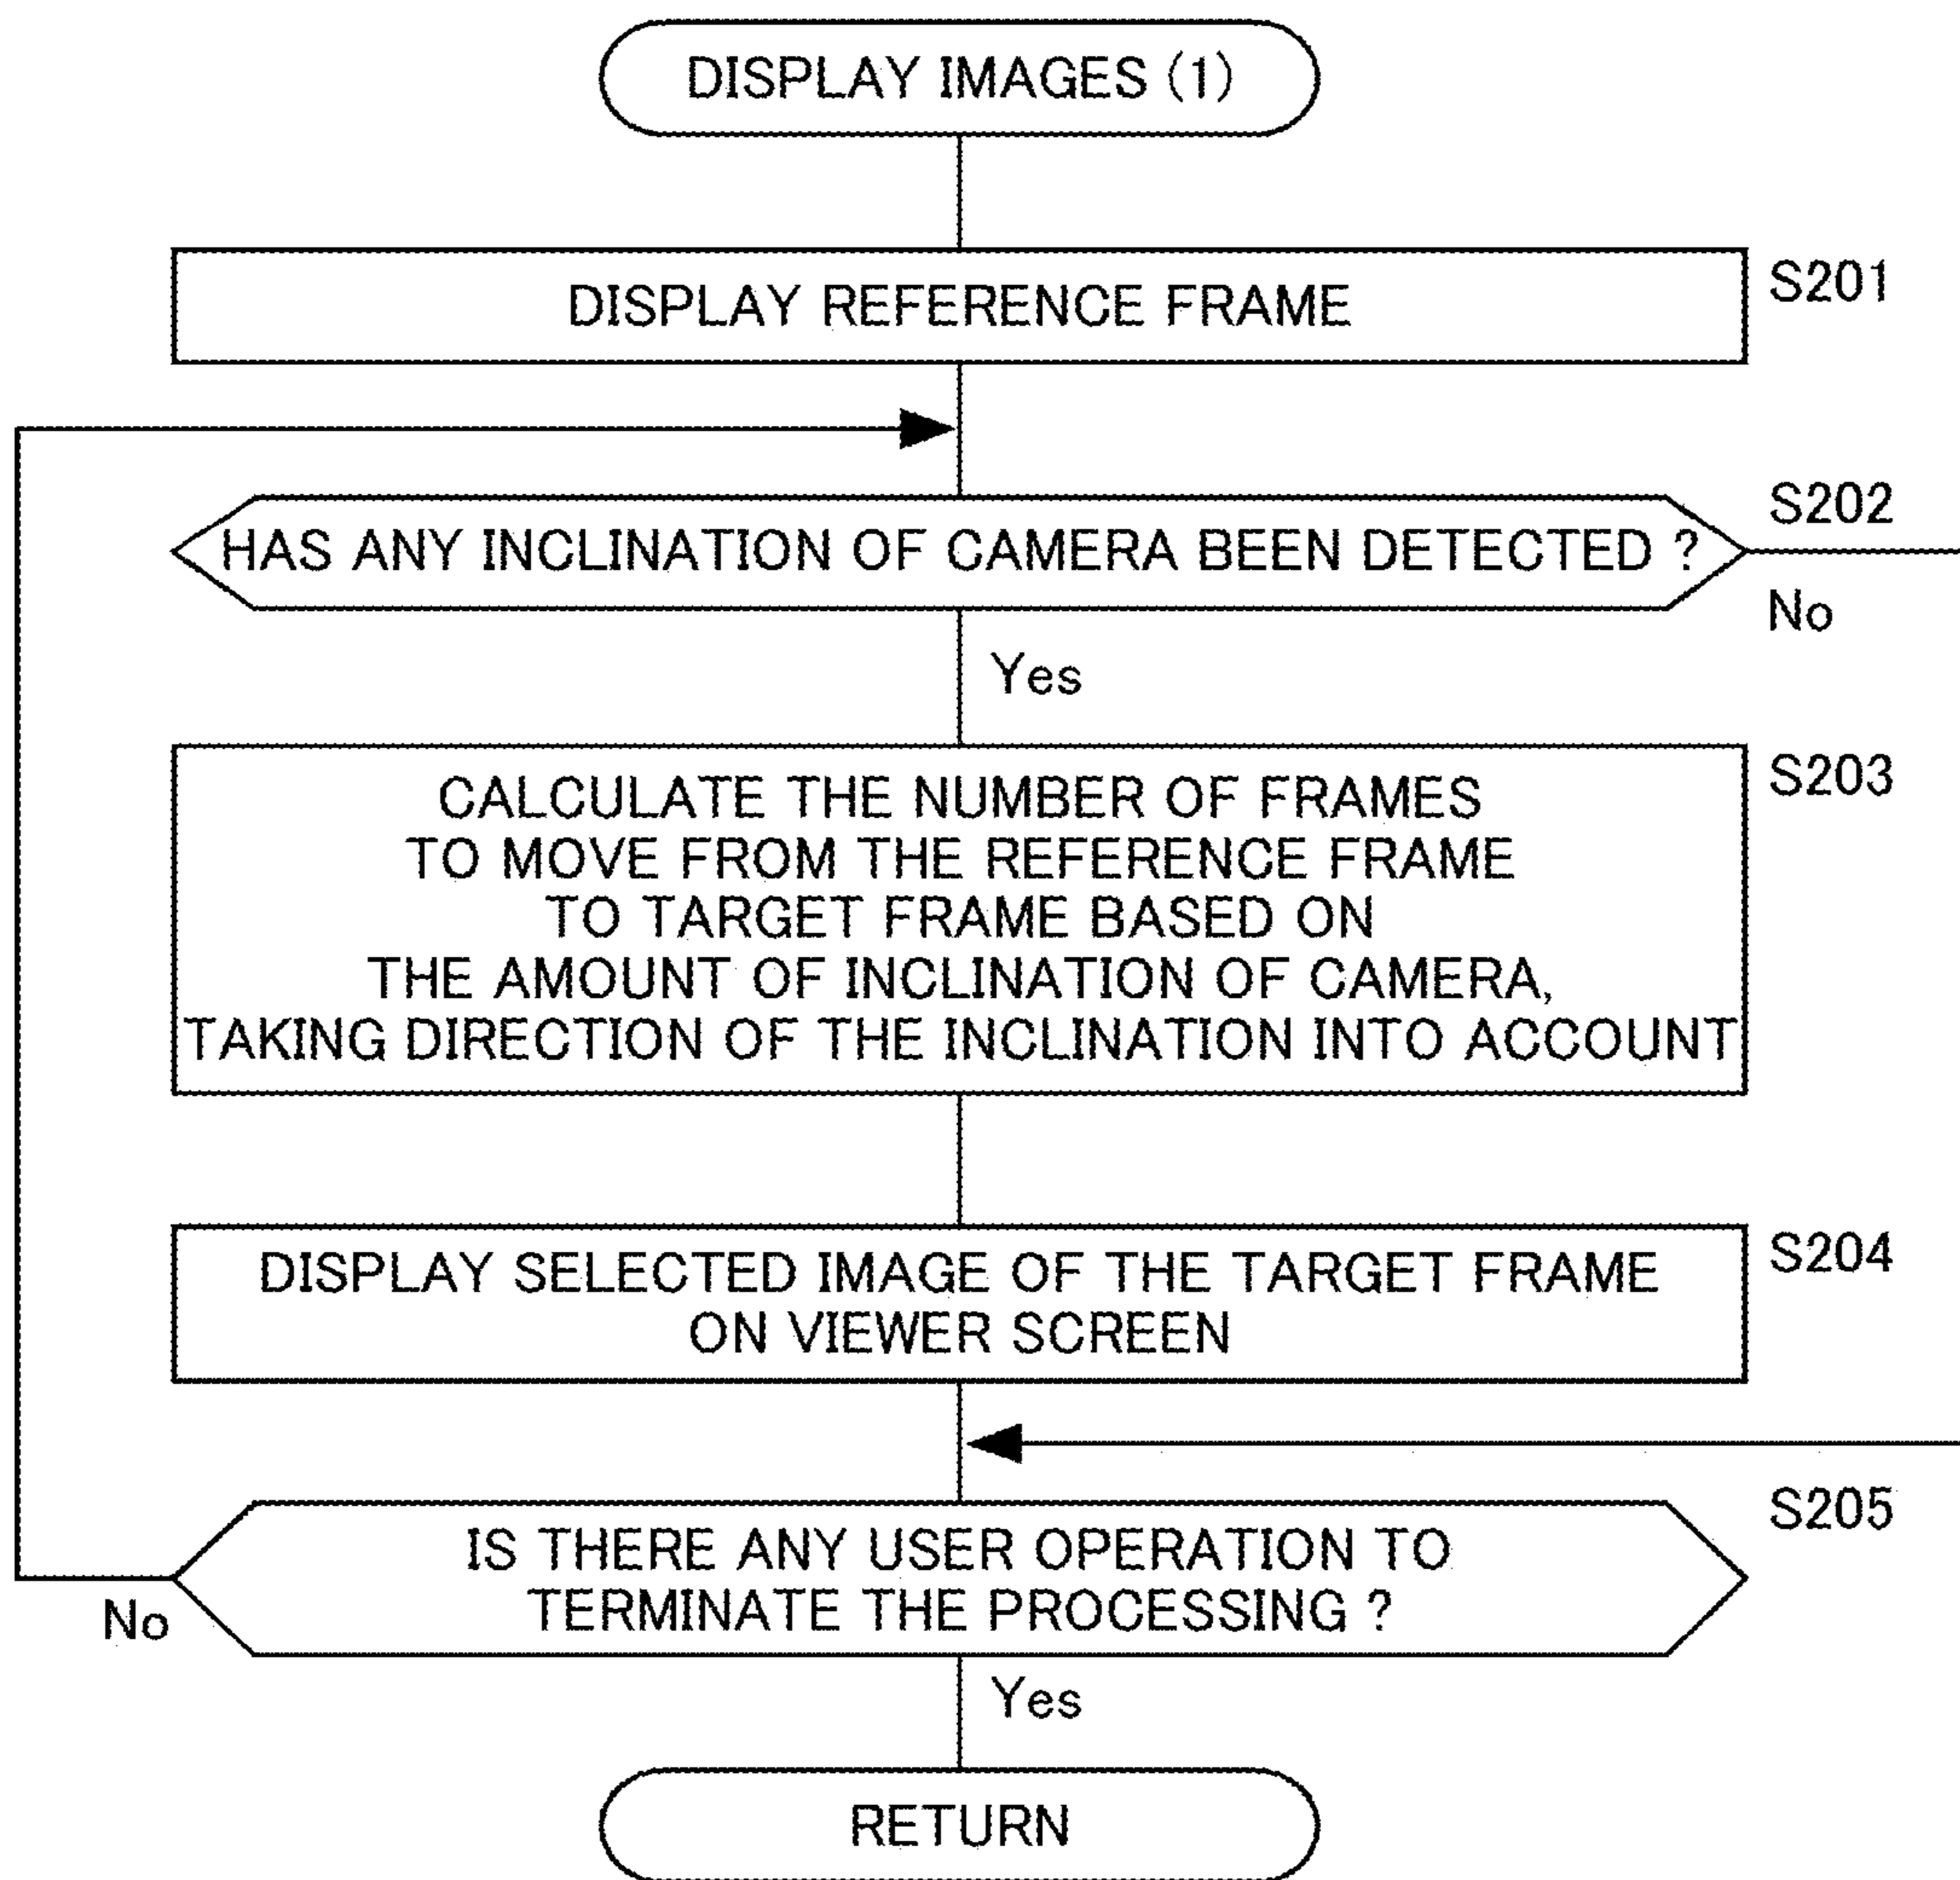 DISPLAY IMAGES (1)
DISPLAY REFERENCE FRAME
S201
HAS ANY INCLINATION OF CAMERA BEEN DETECTED ?
S202
No
Yes
CALCULATE THE NUMBER OF FRAMES
TO MOVE FROM THE REFERENCE FRAME
TO TARGET FRAME BASED ON
THE AMOUNT OF INCLINATION OF CAMERA,
TAKING DIRECTION OF THE INCLINATION INTO ACCOUNT
S203
DISPLAY SELECTED IMAGE OF THE TARGET FRAME
ON VIEWER SCREEN
S204
IS THERE ANY USER OPERATION TO
TERMINATE THE PROCESSING ?
S205
No
Yes
RETURN